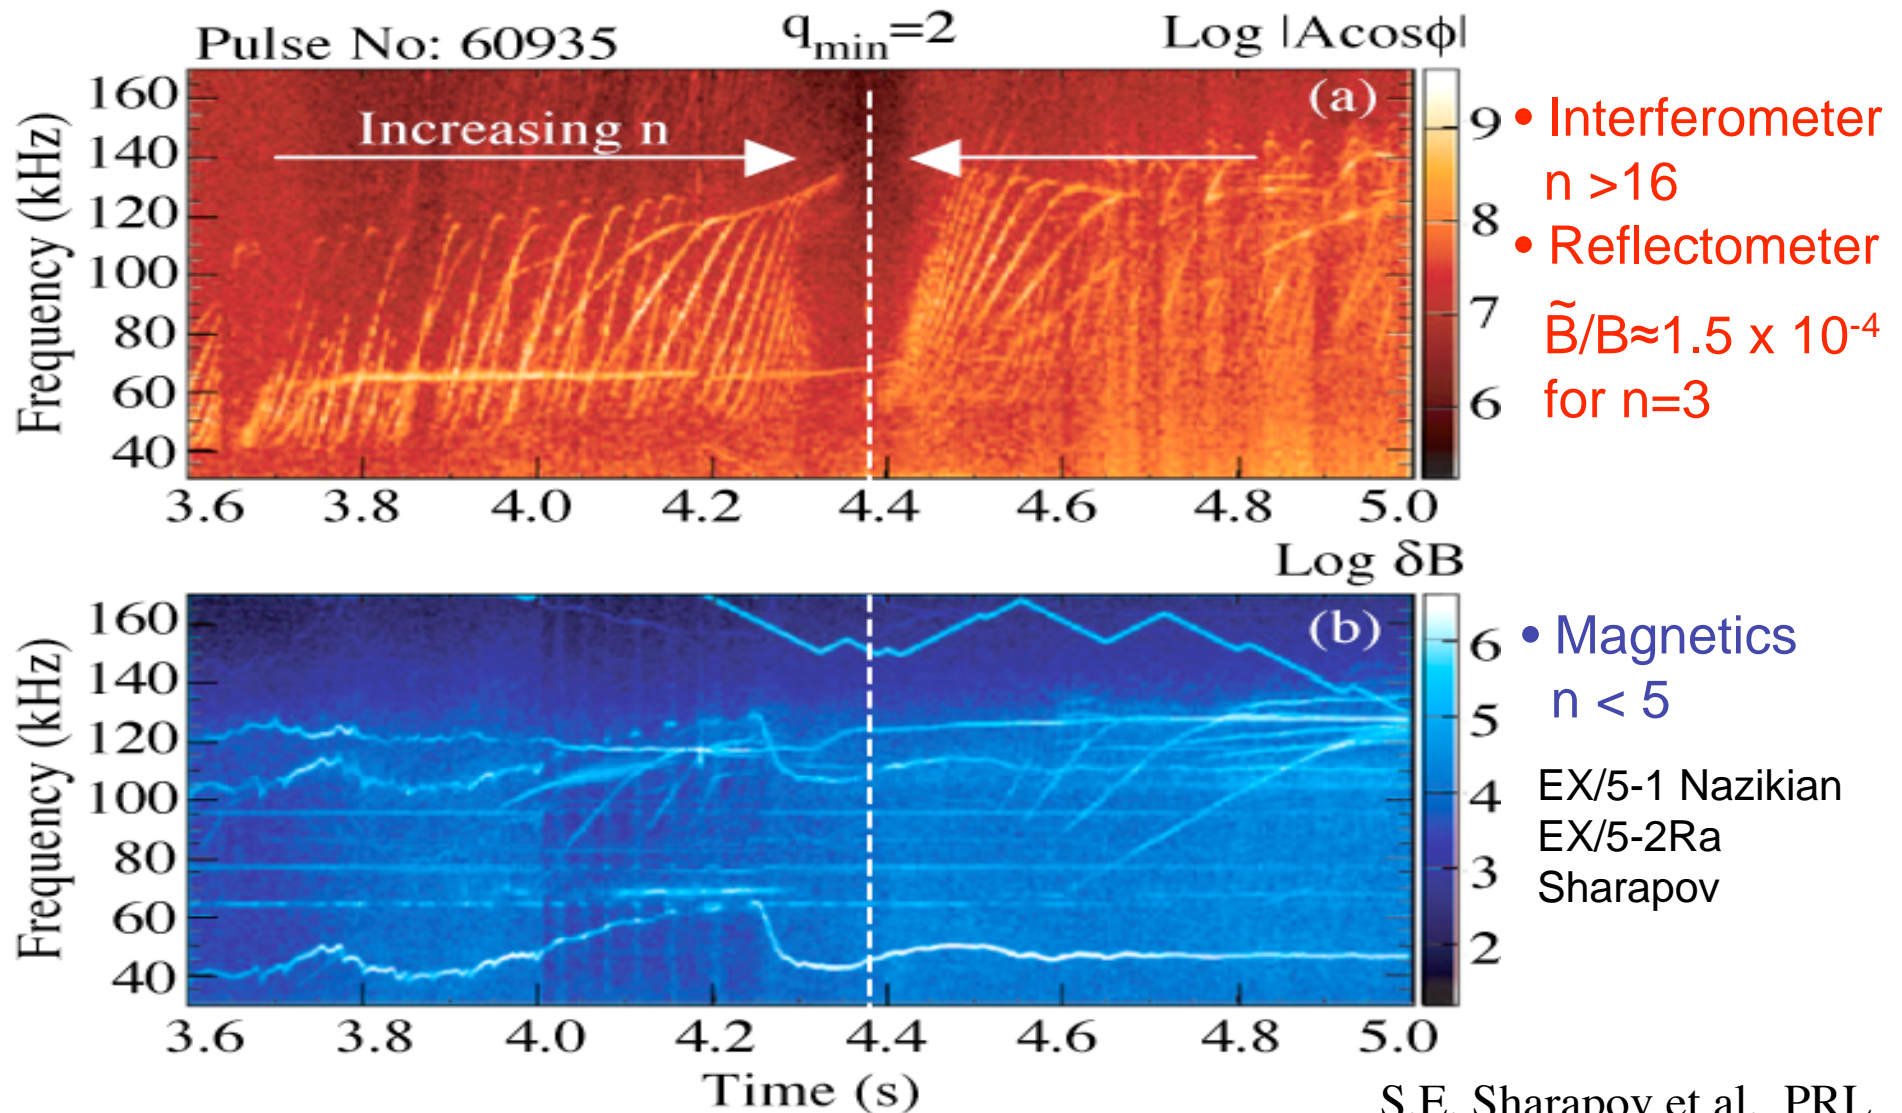 Pulse No: 60935
q_min=2
Log |Acosϕ|
(a)
Increasing n
Frequency (kHz)
160
140
120
100
80
60
40
3.6 3.8 4.0 4.2 4.4 4.6 4.8 5.0
9
8
7
6
• Interferometer
n >16
• Reflectometer
B̃/B≈1.5 x 10⁻⁴
for n=3
Log δB
(b)
Frequency (kHz)
160
140
120
100
80
60
40
3.6 3.8 4.0 4.2 4.4 4.6 4.8 5.0
Time (s)
6
5
4
3
2
• Magnetics
n < 5
EX/5-1 Nazikian
EX/5-2Ra
Sharapov
S.E. Sharapov et al., PRL